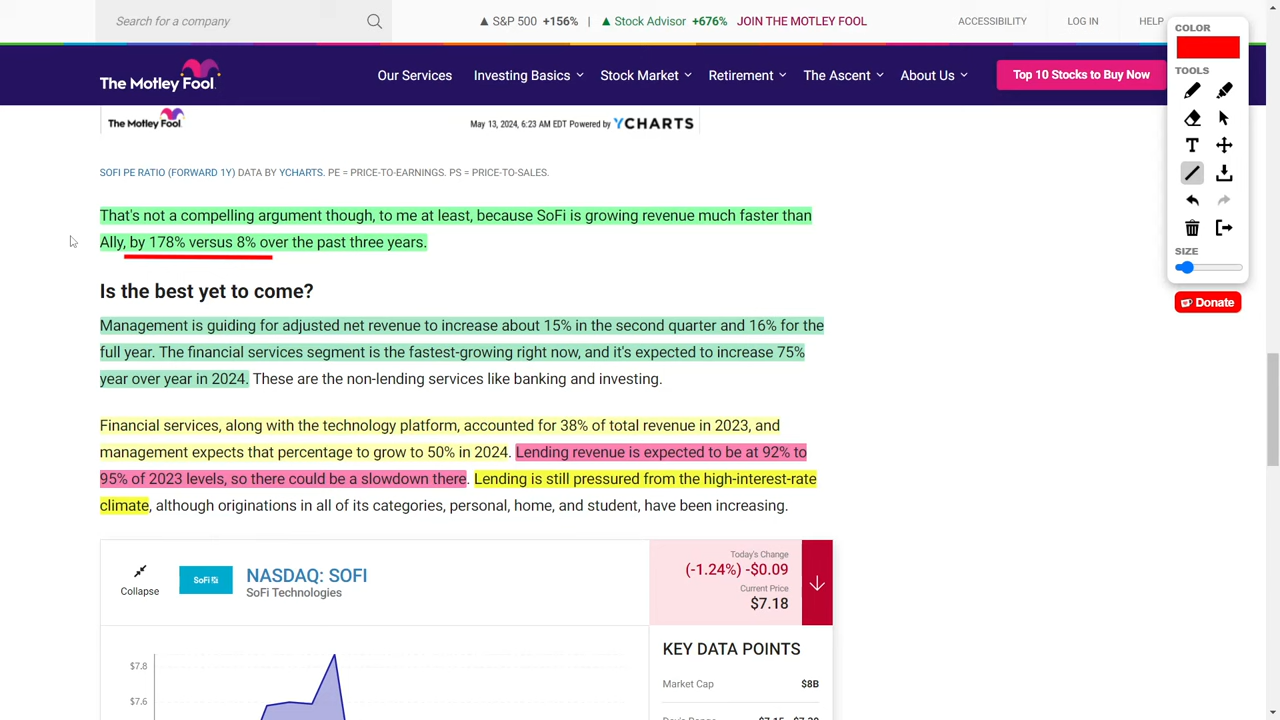 Search for a company
▲ S&P 500 +156% | ▲ Stock Advisor +676% JOIN THE MOTLEY FOOL
ACCESSIBILITY LOG IN HELP
The Motley Fool.
Our Services Investing Basics Stock Market Retirement The Ascent About Us Top 10 Stocks to Buy Now
The Motley Fool.
May 13, 2024, 6:23 AM EDT Powered by YCHARTS
SOFI PE RATIO (FORWARD 1Y) DATA BY YCHARTS. PE = PRICE-TO-EARNINGS. PS = PRICE-TO-SALES.
That's not a compelling argument though, to me at least, because SoFi is growing revenue much faster than
Ally, by 178% versus 8% over the past three years.
Is the best yet to come?
Management is guiding for adjusted net revenue to increase about 15% in the second quarter and 16% for the
full year. The financial services segment is the fastest-growing right now, and it's expected to increase 75%
year over year in 2024. These are the non-lending services like banking and investing.
Financial services, along with the technology platform, accounted for 38% of total revenue in 2023, and
management expects that percentage to grow to 50% in 2024. Lending revenue is expected to be at 92% to
95% of 2023 levels, so there could be a slowdown there. Lending is still pressured from the high-interest-rate
climate, although originations in all of its categories, personal, home, and student, have been increasing.
Collapse
SoFi
NASDAQ: SOFI
SoFi Technologies
Today's Change
(-1.24%) -$0.09
Current Price
$7.18
$7.8
$7.6
KEY DATA POINTS
Market Cap $8B
COLOR
TOOLS
T
SIZE
Donate